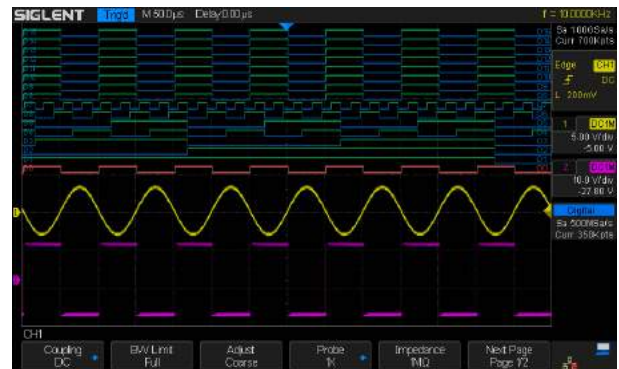 SIGLENT Trig'd M 50.0µs Delay:0.00µs f = 10.0000KHz
Sa 1.00GSa/s
Curr 700Kpts
Edge CH1
DC
L 200mV
1 DC1M
5.00 V/div
-5.00 V
2 DC1M
10.0 V/div
-27.80 V
Digital
Sa 500MSa/s
Curr 350Kpts
CH1
Coupling
DC
BW Limit
Full
Adjust
Coarse
Probe
1X
Impedance
1MΩ
Next Page
Page 1/2